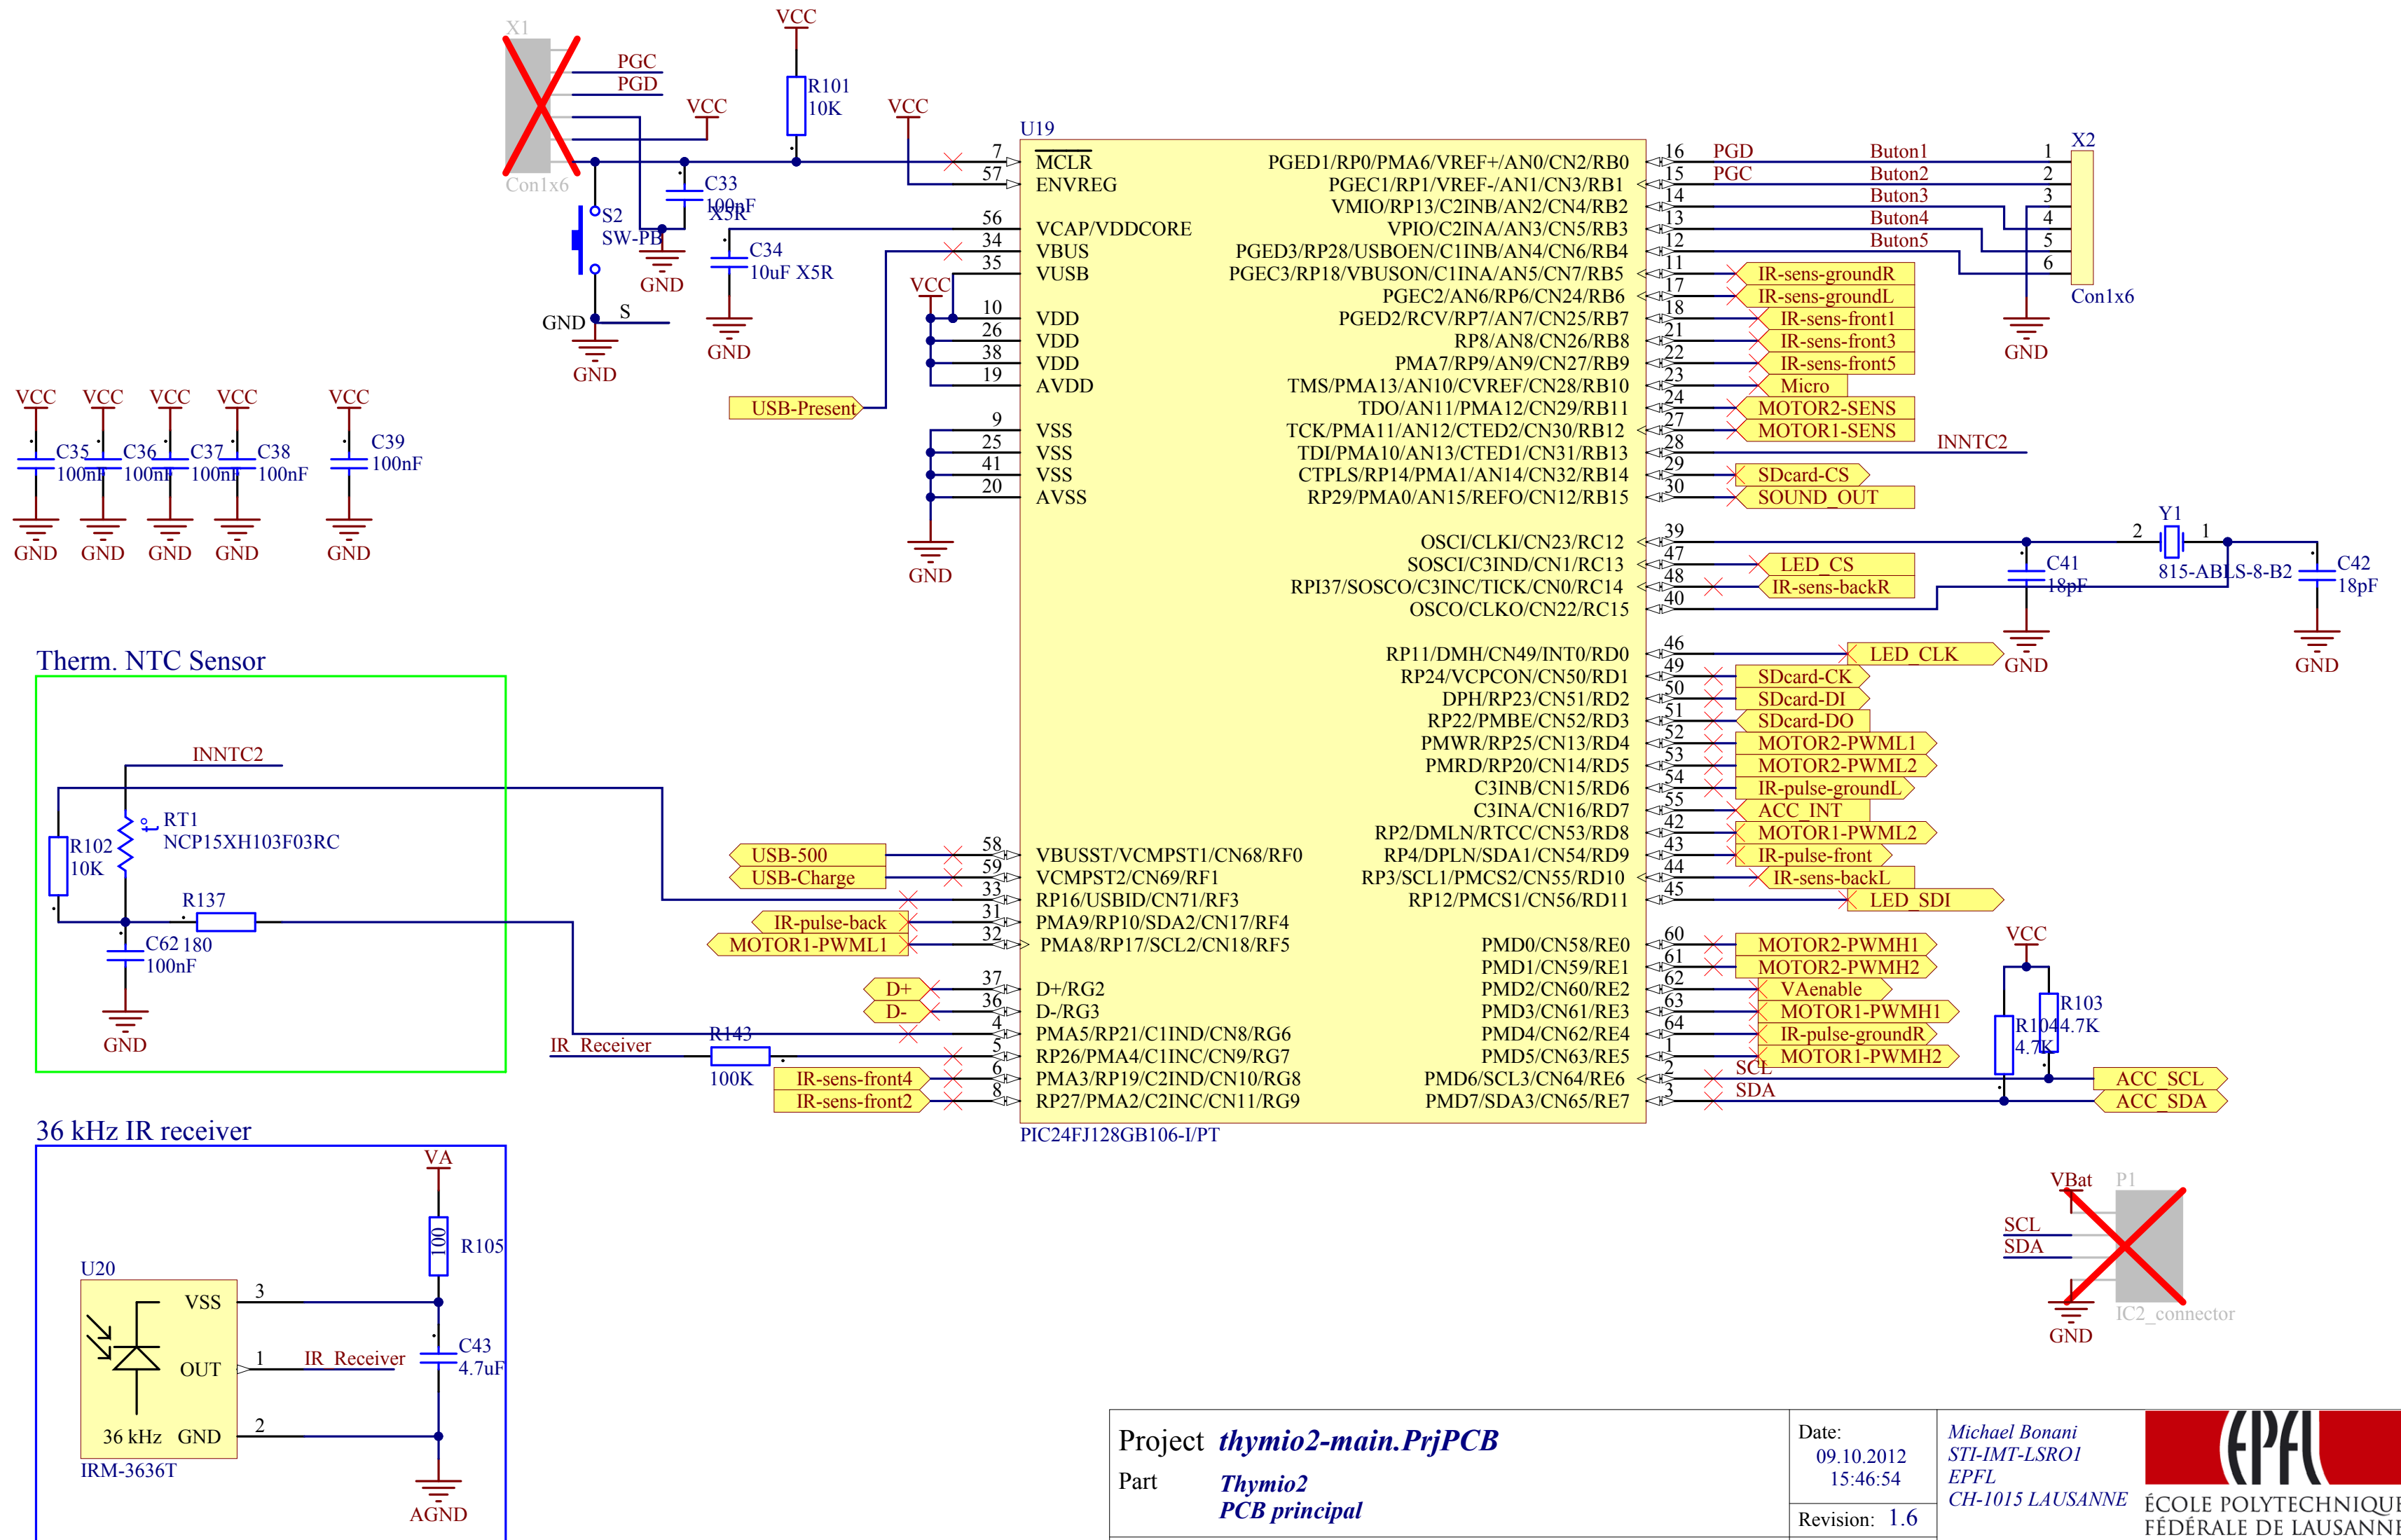 X1
PGC
PGD
VCC
Con1x6
VCC
R101
10K
VCC
C33
100nF
X5R
S2
SW-PB
GND
GND
S
GND
C34
10uF X5R
GND
VCC
USB-Present
GND
VCC
VCC
VCC
VCC
VCC
C35
100nF
C36
100nF
C37
100nF
C38
100nF
C39
100nF
GND
GND
GND
GND
GND
U19
7
MCLR
57
ENVREG
56
VCAP/VDDCORE
34
VBUS
35
VUSB
10
VDD
26
VDD
38
VDD
19
AVDD
9
VSS
25
VSS
41
VSS
20
AVSS
58
VBUSST/VCMPST1/CN68/RF0
59
VCMPST2/CN69/RF1
33
RP16/USBID/CN71/RF3
31
PMA9/RP10/SDA2/CN17/RF4
32
PMA8/RP17/SCL2/CN18/RF5
37
D+/RG2
36
D-/RG3
4
PMA5/RP21/C1IND/CN8/RG6
5
RP26/PMA4/C1INC/CN9/RG7
6
PMA3/RP19/C2IND/CN10/RG8
8
RP27/PMA2/C2INC/CN11/RG9
PIC24FJ128GB106-I/PT
USB-500
USB-Charge
IR-pulse-back
MOTOR1-PWML1
D+
D-
IR_Receiver
R143
100K
IR-sens-front4
IR-sens-front2
PGED1/RP0/PMA6/VREF+/AN0/CN2/RB0 16 PGD Buton1
PGEC1/RP1/VREF-/AN1/CN3/RB1 15 PGC Buton2
VMIO/RP13/C2INB/AN2/CN4/RB2 14 Buton3
VPIO/C2INA/AN3/CN5/RB3 13 Buton4
PGED3/RP28/USBOEN/C1INB/AN4/CN6/RB4 12 Buton5
PGEC3/RP18/VBUSON/C1INA/AN5/CN7/RB5 11 IR-sens-groundR
PGEC2/AN6/RP6/CN24/RB6 17 IR-sens-groundL
PGED2/RCV/RP7/AN7/CN25/RB7 18 IR-sens-front1
RP8/AN8/CN26/RB8 21 IR-sens-front3
PMA7/RP9/AN9/CN27/RB9 22 IR-sens-front5
TMS/PMA13/AN10/CVREF/CN28/RB10 23 Micro
TDO/AN11/PMA12/CN29/RB11 24 MOTOR2-SENS
TCK/PMA11/AN12/CTED2/CN30/RB12 27 MOTOR1-SENS
TDI/PMA10/AN13/CTED1/CN31/RB13 28 INNTC2
CTPLS/RP14/PMA1/AN14/CN32/RB14 29 SDcard-CS
RP29/PMA0/AN15/REFO/CN12/RB15 30 SOUND_OUT
OSCI/CLKI/CN23/RC12 39
SOSCI/C3IND/CN1/RC13 47 LED_CS
RPI37/SOSCO/C3INC/TICK/CN0/RC14 48 IR-sens-backR
OSCO/CLKO/CN22/RC15 40
RP11/DMH/CN49/INT0/RD0 46 LED_CLK
RP24/VCPCON/CN50/RD1 49 SDcard-CK
DPH/RP23/CN51/RD2 50 SDcard-DI
RP22/PMBE/CN52/RD3 51 SDcard-DO
PMWR/RP25/CN13/RD4 52 MOTOR2-PWML1
PMRD/RP20/CN14/RD5 53 MOTOR2-PWML2
C3INB/CN15/RD6 54 IR-pulse-groundL
C3INA/CN16/RD7 55 ACC_INT
RP2/DMLN/RTCC/CN53/RD8 42 MOTOR1-PWML2
RP4/DPLN/SDA1/CN54/RD9 43 IR-pulse-front
RP3/SCL1/PMCS2/CN55/RD10 44 IR-sens-backL
RP12/PMCS1/CN56/RD11 45 LED_SDI
PMD0/CN58/RE0 60 MOTOR2-PWMH1
PMD1/CN59/RE1 61 MOTOR2-PWMH2
PMD2/CN60/RE2 62 VAenable
PMD3/CN61/RE3 63 MOTOR1-PWMH1
PMD4/CN62/RE4 64 IR-pulse-groundR
PMD5/CN63/RE5 1 MOTOR1-PWMH2
PMD6/SCL3/CN64/RE6 2 SCL ACC_SCL
PMD7/SDA3/CN65/RE7 3 SDA ACC_SDA
X2
1
2
3
4
5
6
Con1x6
GND
Y1
2 1
815-ABLS-8-B2
C41
18pF
C42
18pF
GND
GND
VCC
R103
4.7K
R104
4.7K
Therm. NTC Sensor
INNTC2
RT1
t°
NCP15XH103F03RC
R102
10K
R137
180
C62
100nF
GND
36 kHz IR receiver
VA
100
R105
U20
VSS 3
OUT 1 IR_Receiver
36 kHz GND 2
IRM-3636T
C43
4.7uF
AGND
VBat
P1
SCL
SDA
IC2_connector
GND
Project thymio2-main.PrjPCB
Part Thymio2
PCB principal
Date:
09.10.2012
15:46:54
Revision: 1.6
Michael Bonani
STI-IMT-LSRO1
EPFL
CH-1015 LAUSANNE
EPFL
ÉCOLE POLYTECHNIQUE
FÉDÉRALE DE LAUSANNE